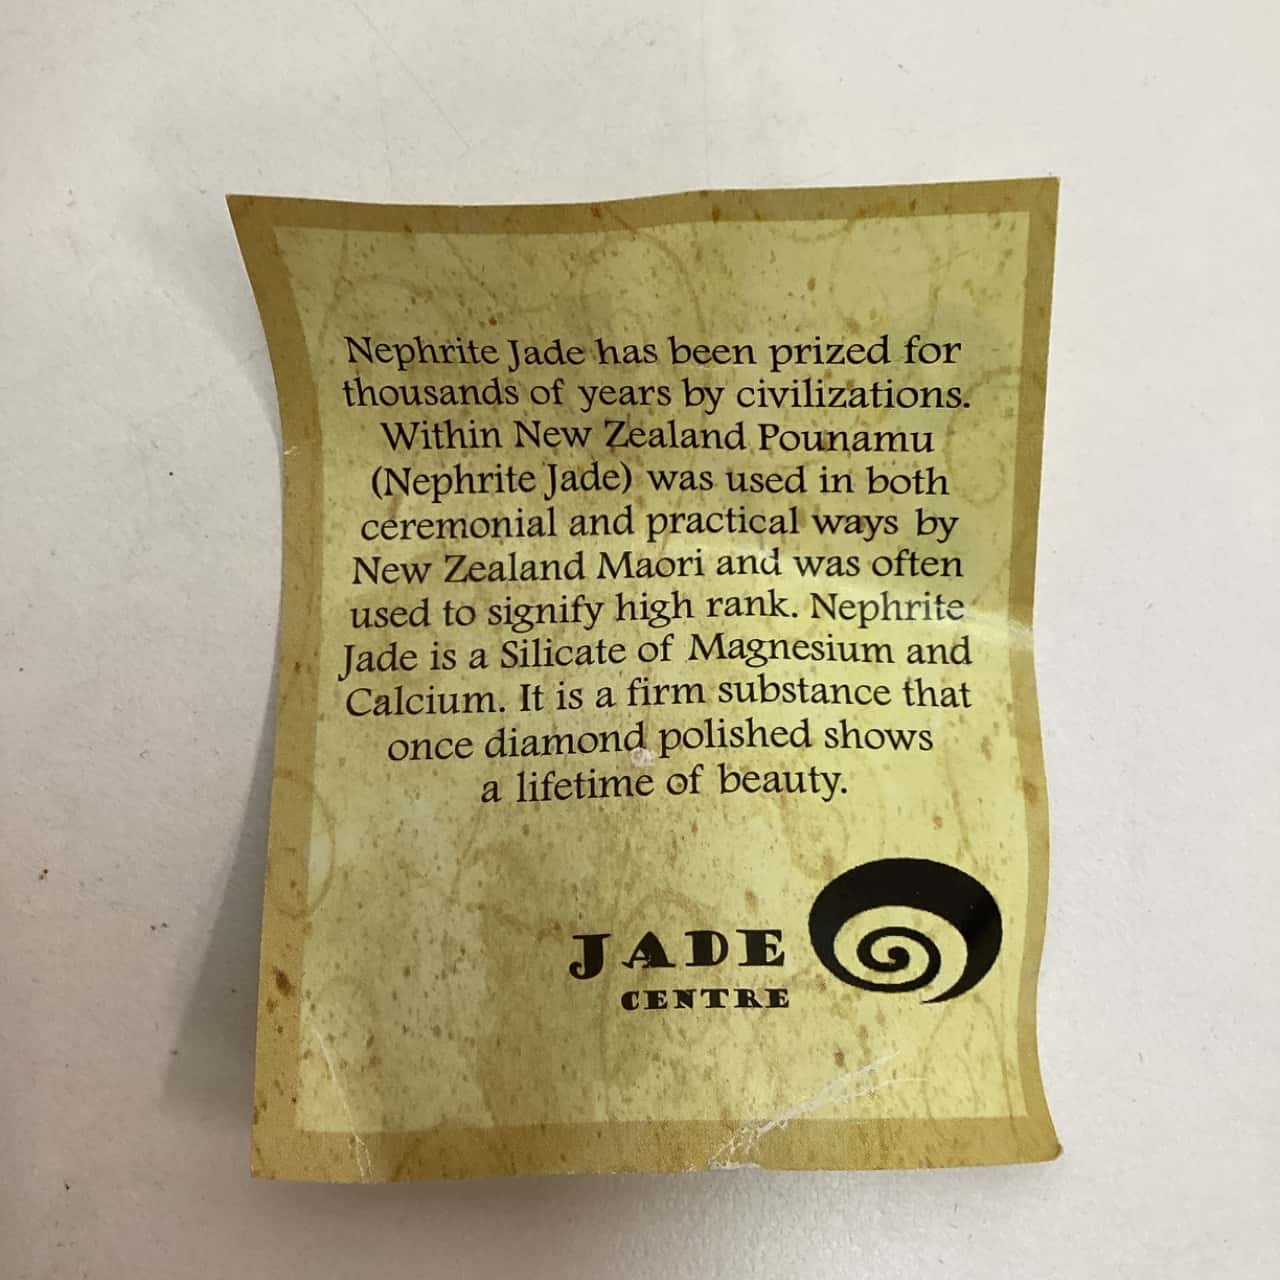 Nephrite Jade has been prized for
thousands of years by civilizations.
Within New Zealand Pounamu
(Nephrite Jade) was used in both
ceremonial and practical ways by
New Zealand Maori and was often
used to signify high rank. Nephrite
Jade is a Silicate of Magnesium and
Calcium. It is a firm substance that
once diamond polished shows
a lifetime of beauty.
JADE
CENTRE